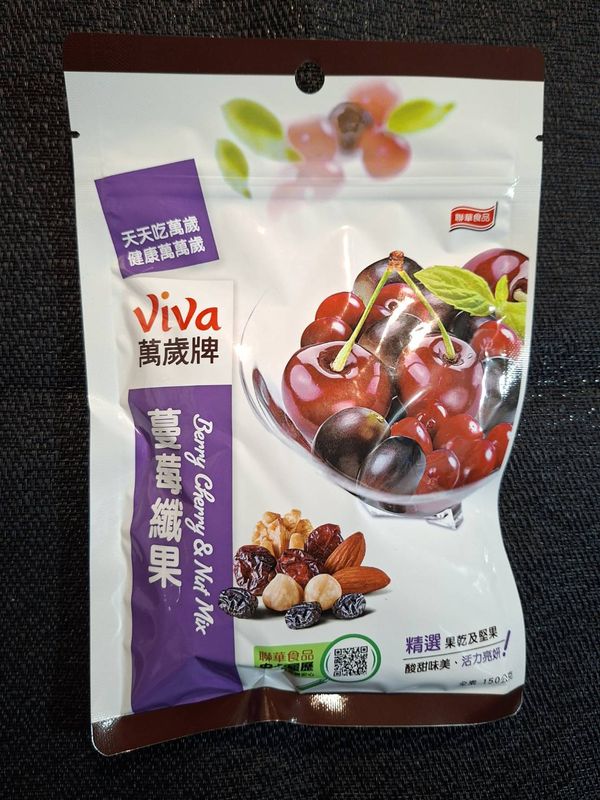 聯華食品
天天吃萬歲
健康萬萬歲
viva
萬歲牌
蔓莓纖果
Berry Cherry & Nut Mix
聯華食品
精選 果乾及堅果
酸甜味美、活力亮妍!
全素 150公克